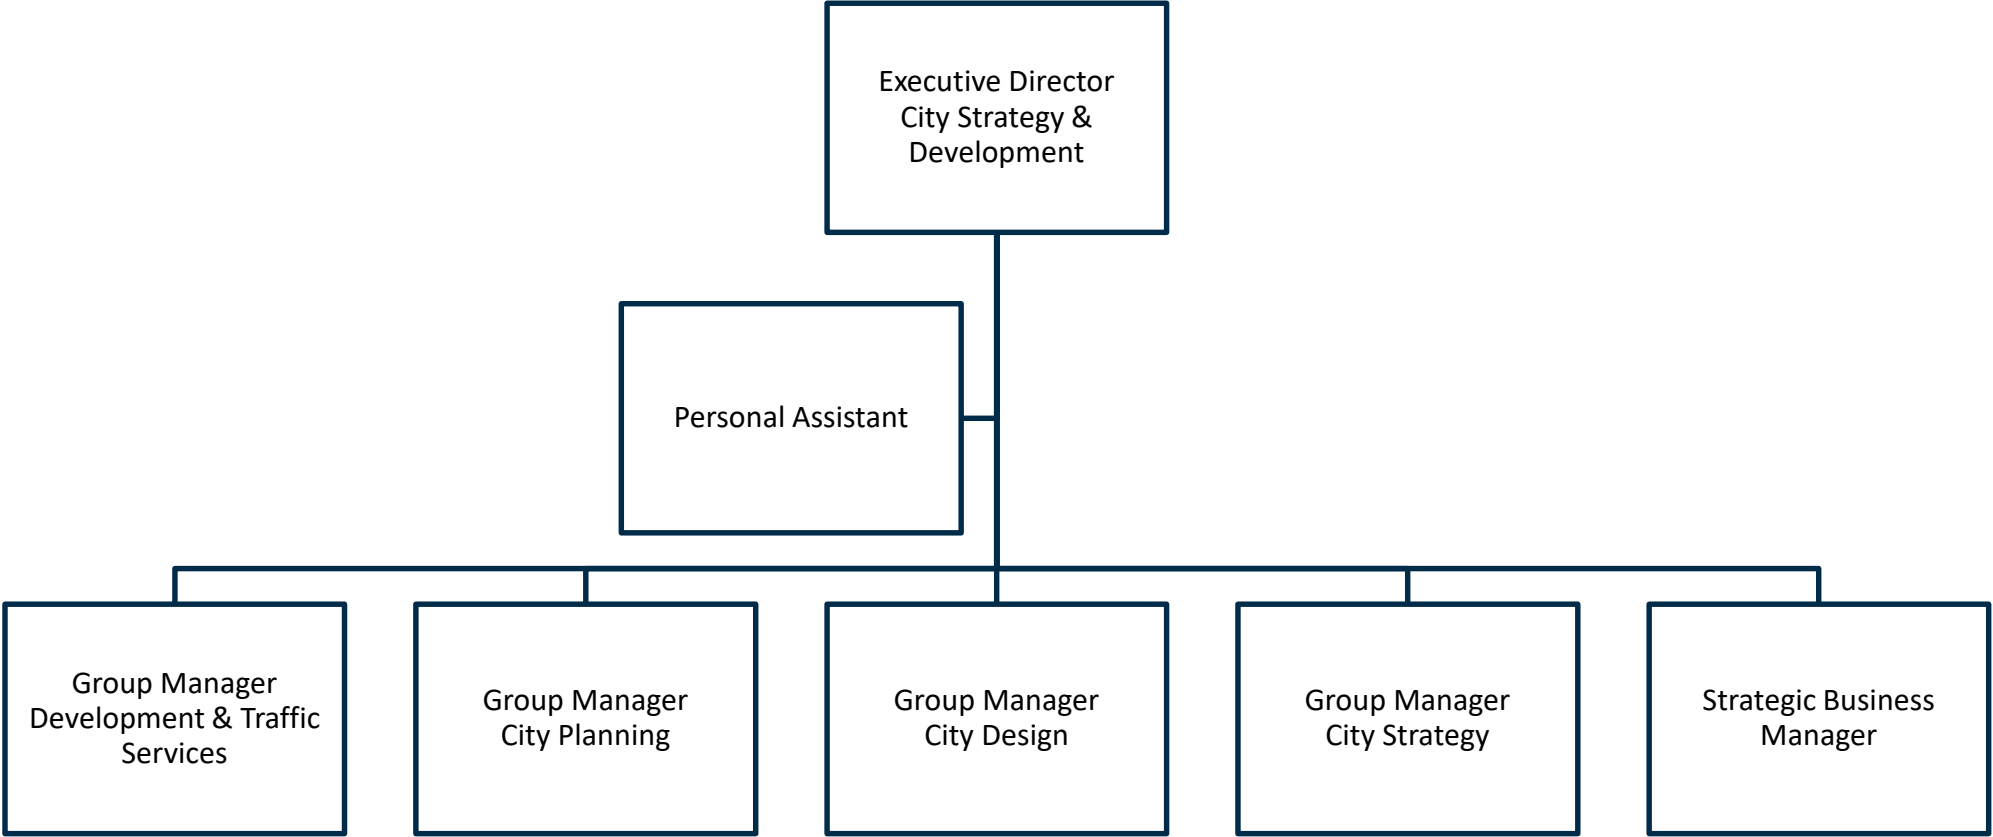 Executive Director
City Strategy &
Development
Personal Assistant
Group Manager
Development & Traffic
Services
Group Manager
City Planning
Group Manager
City Design
Group Manager
City Strategy
Strategic Business
Manager